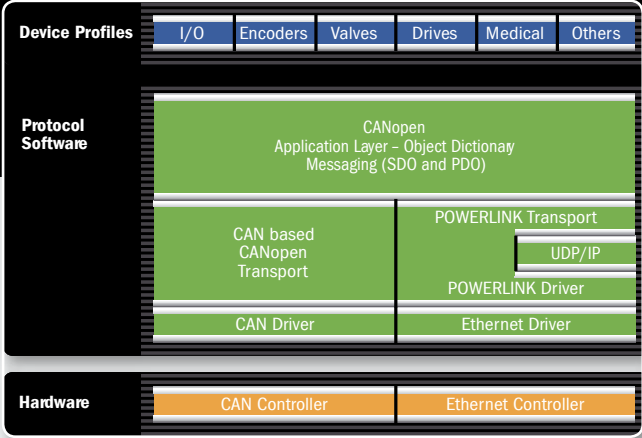 Device Profiles
I/O
Encoders
Valves
Drives
Medical
Others
Protocol
Software
CANopen
Application Layer – Object Dictionary
Messaging (SDO and PDO)
CAN based
CANopen
Transport
POWERLINK Transport
UDP/IP
POWERLINK Driver
CAN Driver
Ethernet Driver
Hardware
CAN Controller
Ethernet Controller